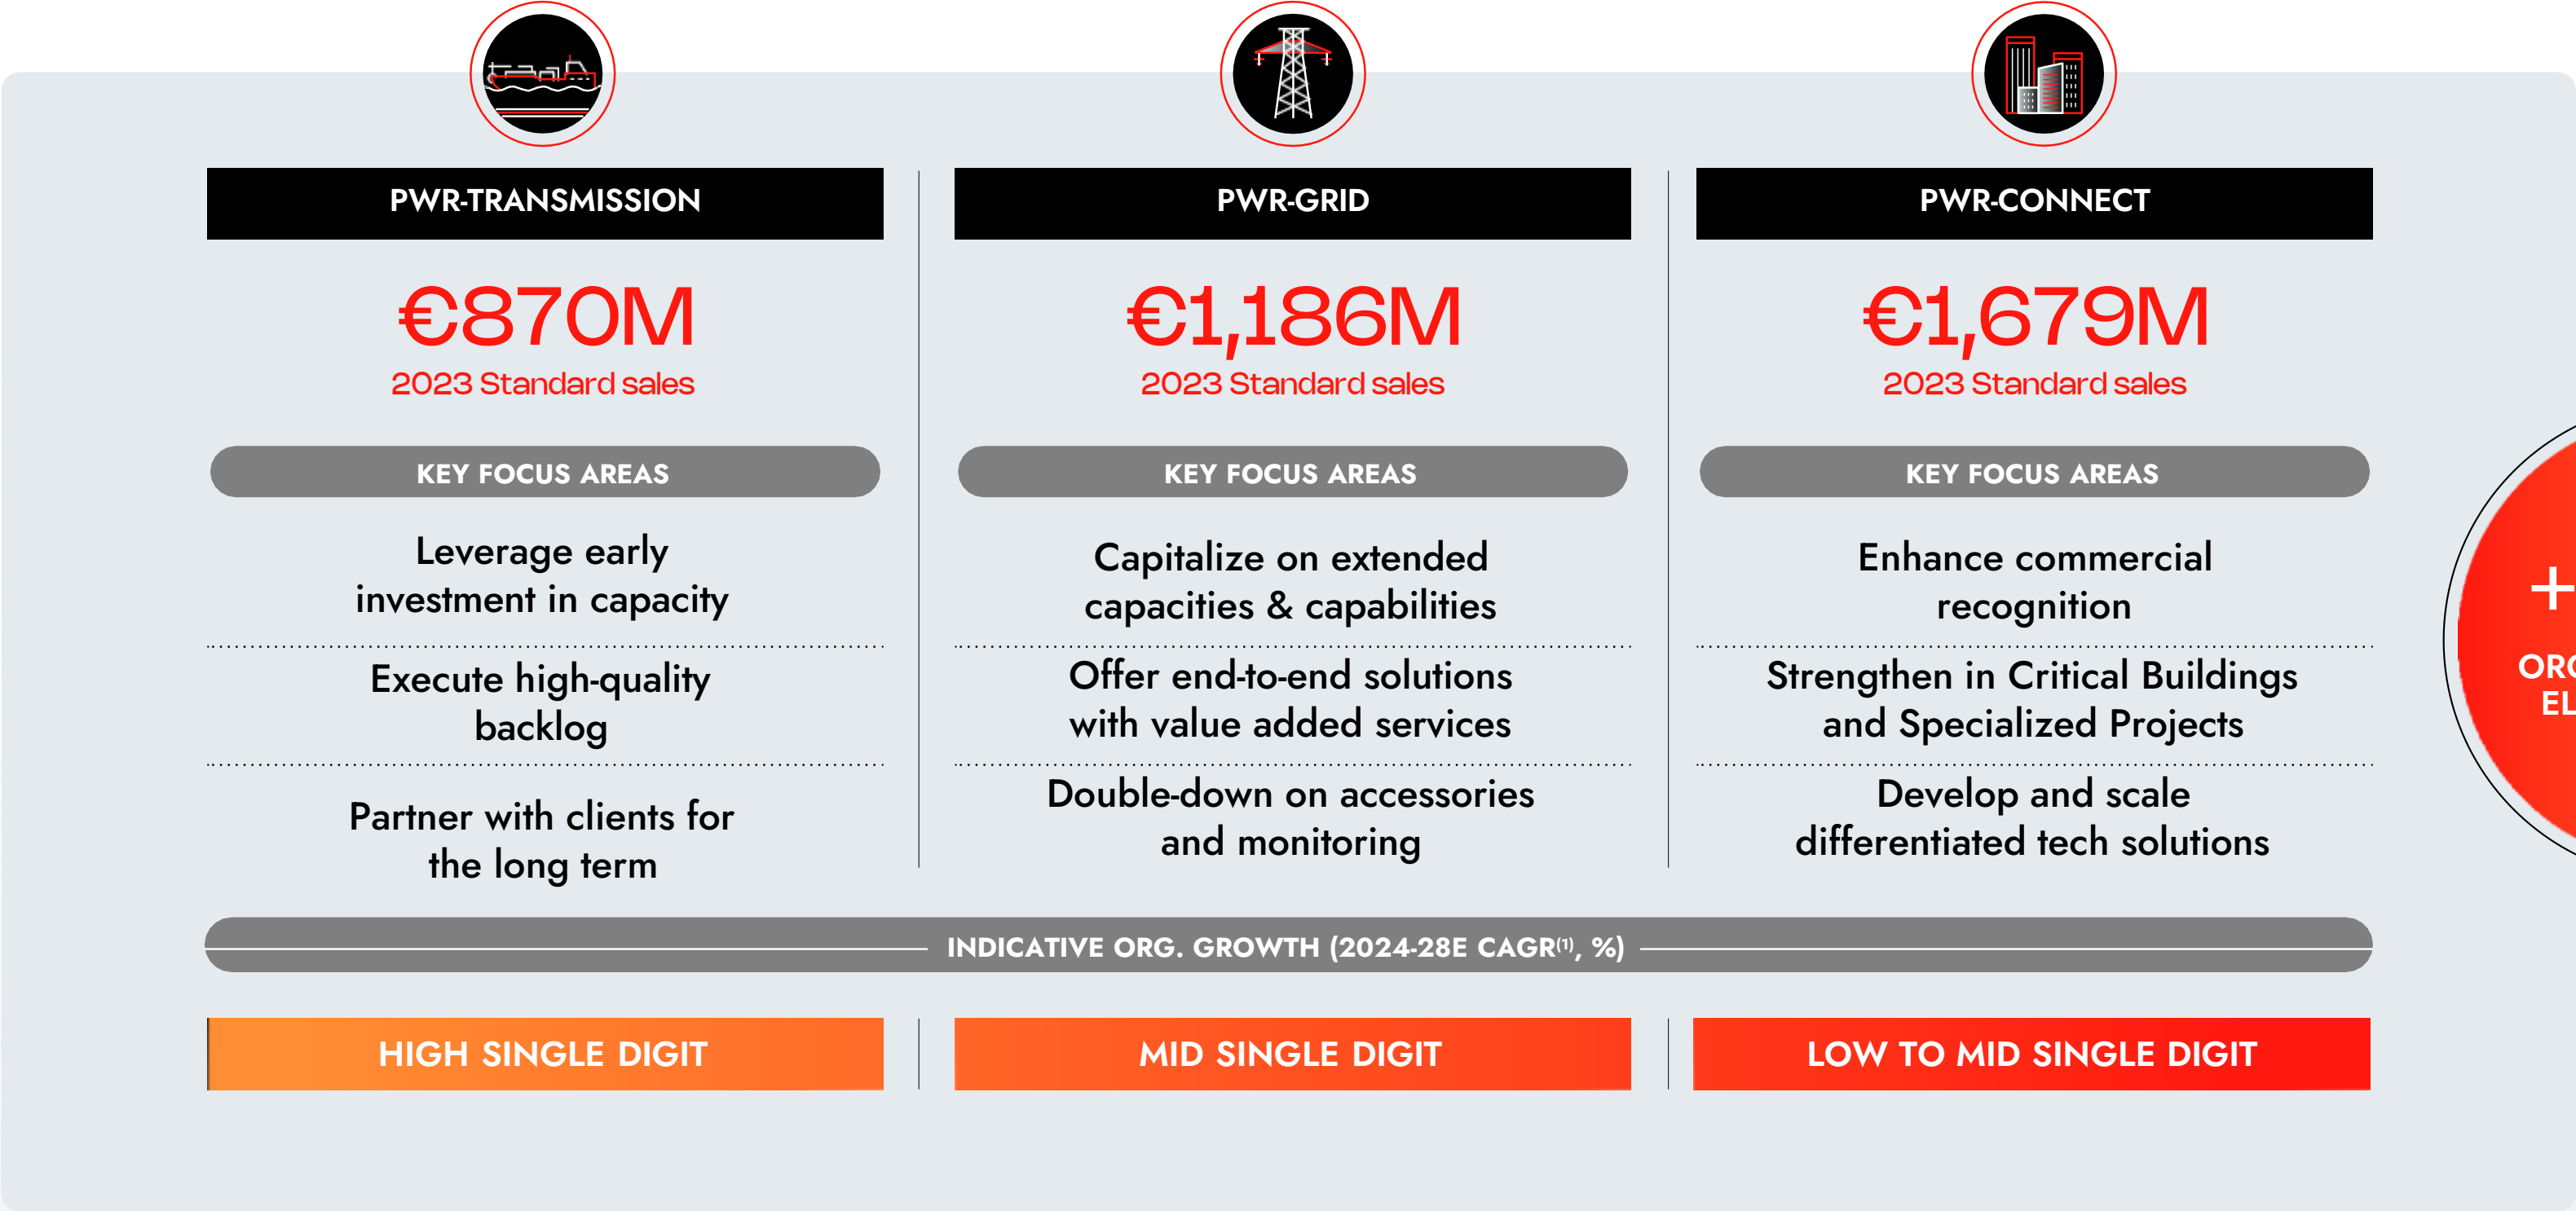 PWR-TRANSMISSION
€870M
2023 Standard sales
KEY FOCUS AREAS
Leverage early
investment in capacity
Execute high-quality
backlog
Partner with clients for
the long term
PWR-GRID
€1,186M
2023 Standard sales
KEY FOCUS AREAS
Capitalize on extended
capacities & capabilities
Offer end-to-end solutions
with value added services
Double-down on accessories
and monitoring
PWR-CONNECT
€1,679M
2023 Standard sales
KEY FOCUS AREAS
Enhance commercial
recognition
Strengthen in Critical Buildings
and Specialized Projects
Develop and scale
differentiated tech solutions
INDICATIVE ORG. GROWTH (2024-28E CAGR(1), %)
HIGH SINGLE DIGIT
MID SINGLE DIGIT
LOW TO MID SINGLE DIGIT
+